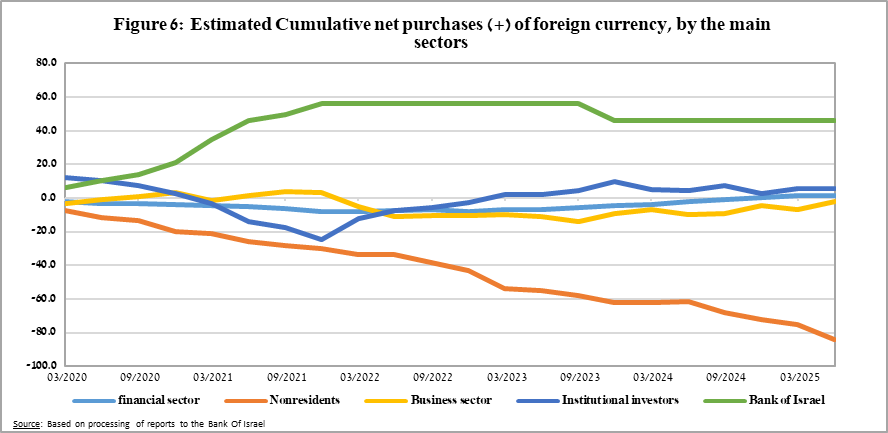 Figure 6: Estimated Cumulative net purchases (+) of foreign currency, by the main
sectors
80.0
60.0
40.0
20.0
0.0
-20.0
-40.0
-60.0
-80.0
-100.0
03/2020 09/2020 03/2021 09/2021 03/2022 09/2022 03/2023 09/2023 03/2024 09/2024 03/2025
financial sector Nonresidents Business sector Institutional investors Bank of Israel
Source: Based on processing of reports to the Bank Of Israel